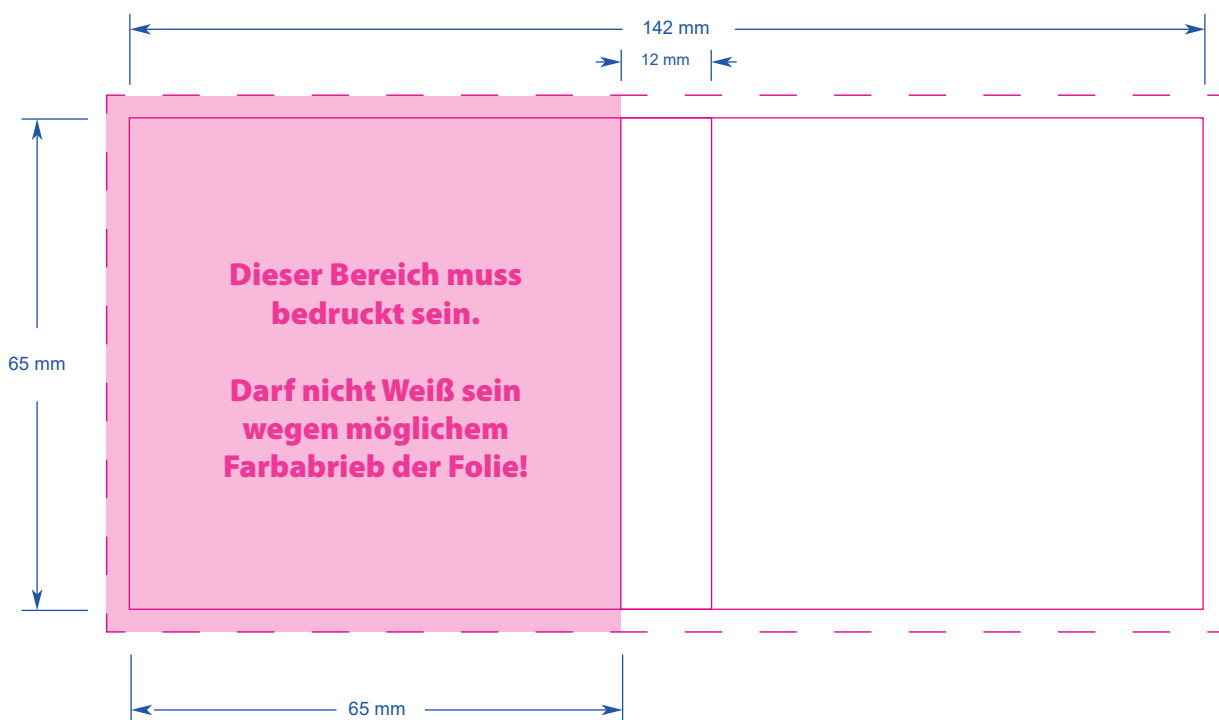 142 mm
12 mm
Dieser Bereich muss
bedruckt sein.
65 mm
Darf nicht Weiß sein
wegen möglichem
Farbabrieb der Folie!
65 mm